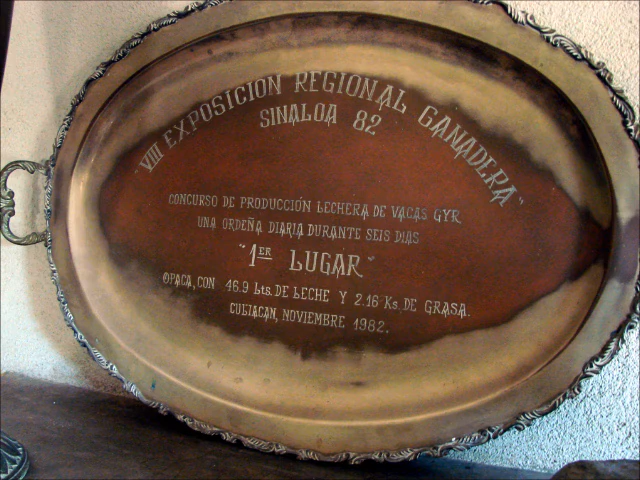 "VIII EXPOSICION REGIONAL GANADERA"
SINALOA 82
CONCURSO DE PRODUCCIÓN LECHERA DE VACAS GYR
UNA ORDEÑA DIARIA DURANTE SEIS DIAS
"1ER LUGAR"
OPACA, CON 46.9 Lts. DE LECHE Y 2.16 Ks. DE GRASA.
CULIACAN, NOVIEMBRE 1982.